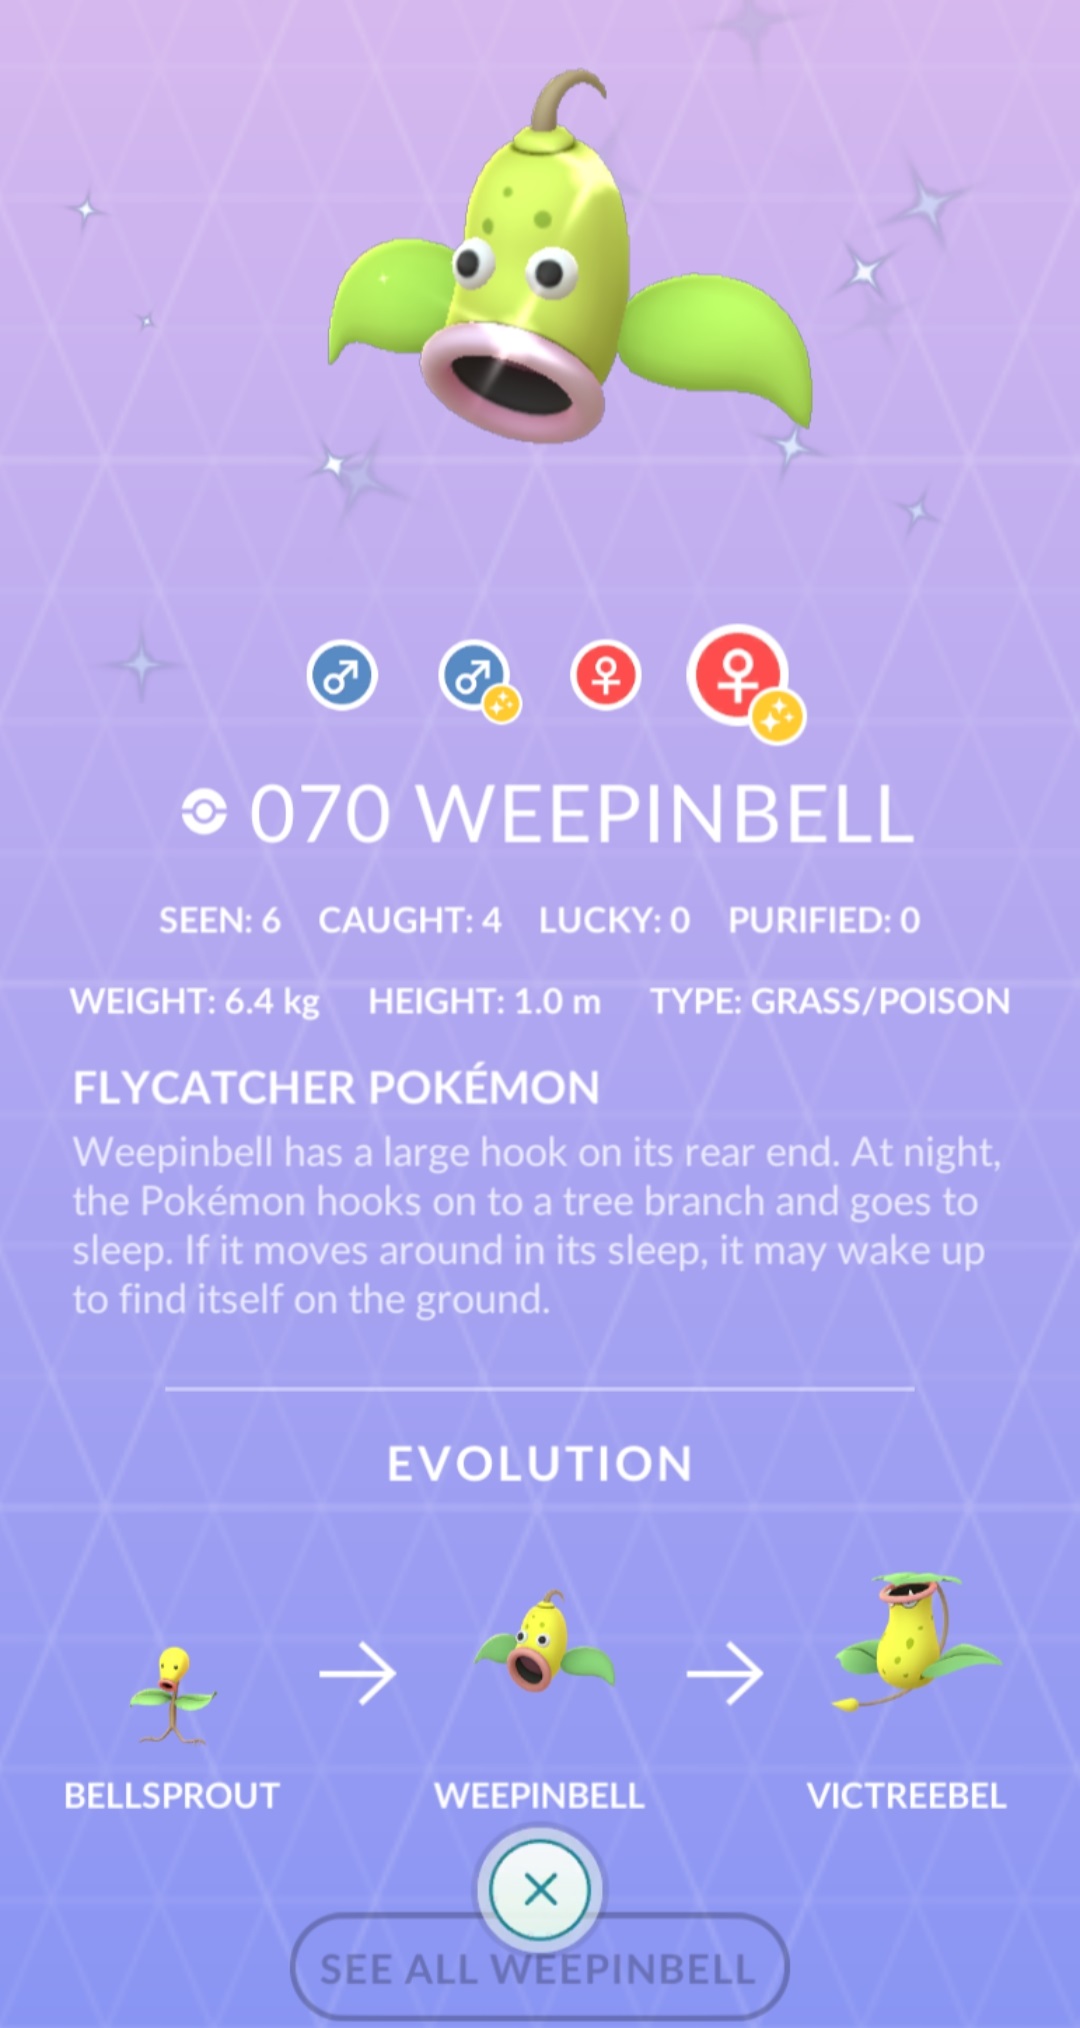 070 WEEPINBELL
SEEN: 6 CAUGHT: 4 LUCKY: 0 PURIFIED: 0
WEIGHT: 6.4 kg HEIGHT: 1.0 m TYPE: GRASS/POISON
FLYCATCHER POKÉMON
Weepinbell has a large hook on its rear end. At night,
the Pokémon hooks on to a tree branch and goes to
sleep. If it moves around in its sleep, it may wake up
to find itself on the ground.
EVOLUTION
BELLSPROUT WEEPINBELL VICTREEBEL
SEE ALL WEEPINBELL